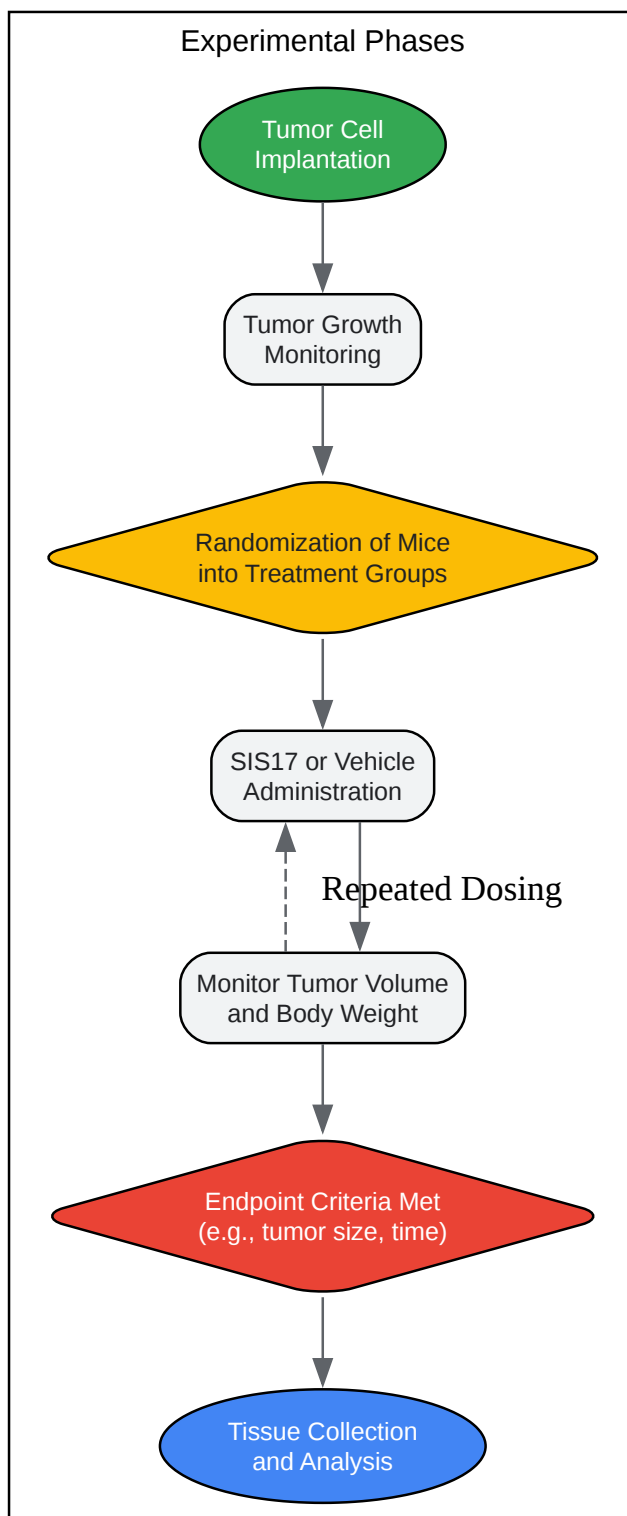 Experimental Phases
Tumor Cell
Implantation
Tumor Growth
Monitoring
Randomization of Mice
into Treatment Groups
SIS17 or Vehicle
Administration
Repeated Dosing
Monitor Tumor Volume
and Body Weight
Endpoint Criteria Met
(e.g., tumor size, time)
Tissue Collection
and Analysis